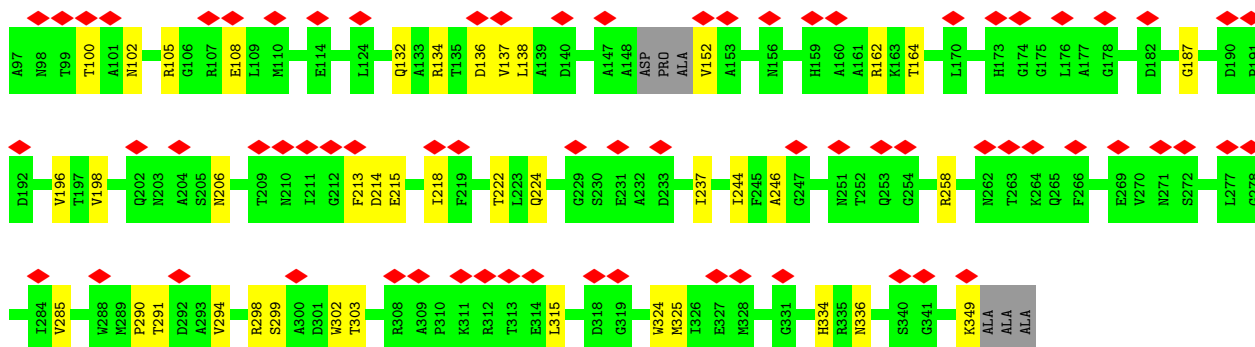 A97 N98 T99 T100 A101 N102 R105 G106 R107 E108 L109 M110 E114 L124 Q132 A133 R134 T135 D136 V137 L138 A139 D140 A147 A148 ASP PRO ALA V152 A153 N156 H159 A160 A161 R162 K163 T164 L170 H173 G174 G175 L176 A177 G178 D182 G187 D190
D192 V196 T197 V198 Q202 N203 A204 S205 N206 T209 N210 I211 G212 F213 D214 E215 I218 F219 T222 L223 Q224 G229 S230 E231 A232 D233 I237 I244 F245 A246 G247 N251 T252 Q253 G254 R258 N262 T263 K264 Q265 F266 E269 V270 N271 S272 L277
I284 V285 W288 M289 P290 T291 D292 A293 V294 R298 S299 A300 D301 W302 T303 R308 A309 P310 K311 R312 T313 E314 L315 D318 G319 W324 M325 I326 E327 M328 G331 H334 R335 N336 S340 G341 K349 ALA ALA ALA